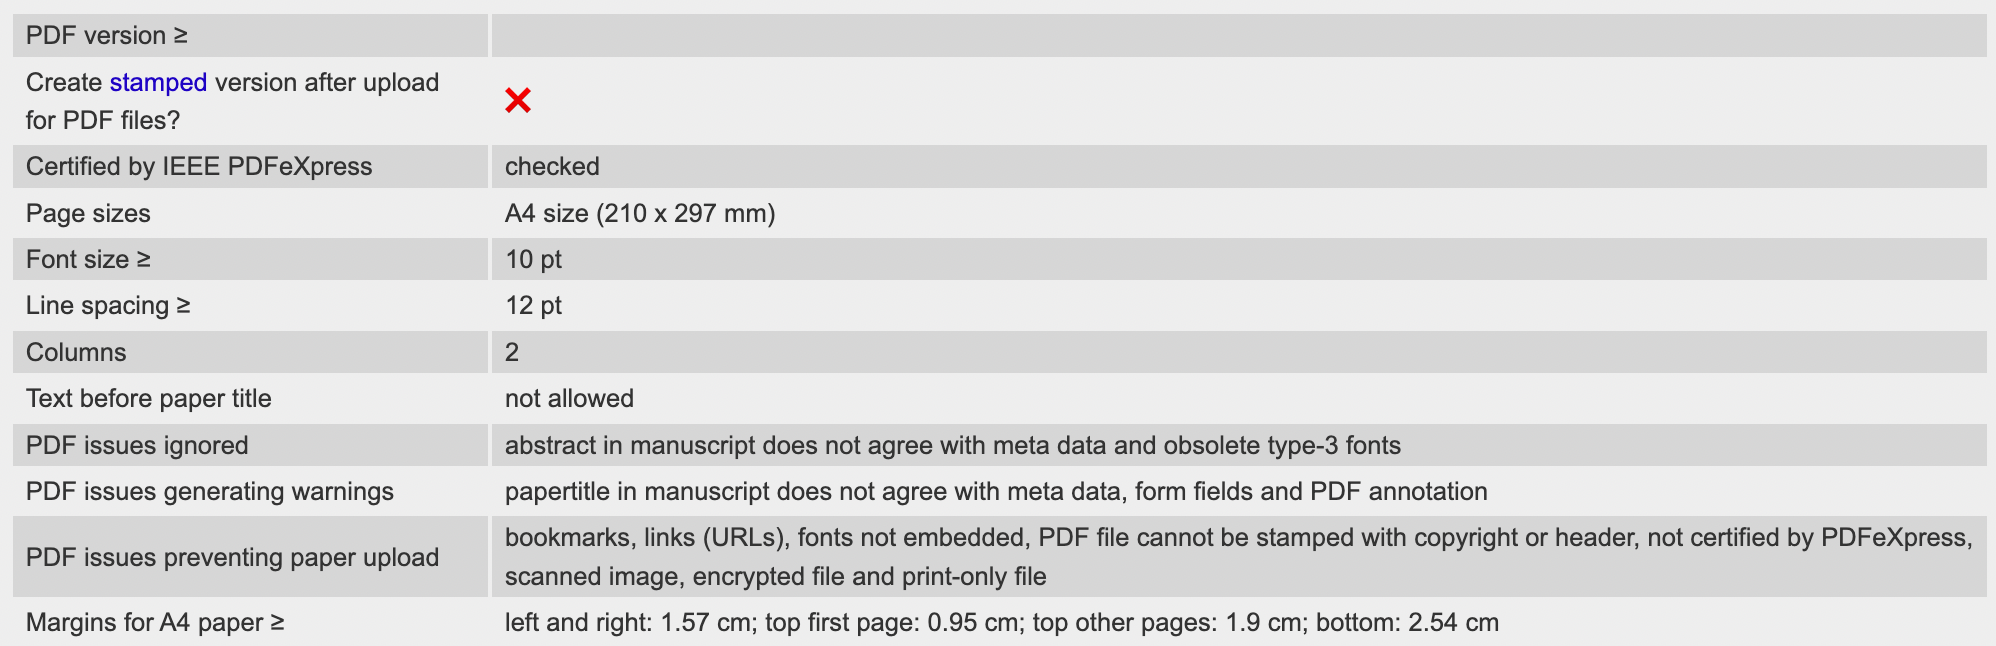 PDF version ≥
Create stamped version after upload
for PDF files?
Certified by IEEE PDFeXpress
checked
Page sizes
A4 size (210 x 297 mm)
Font size ≥
10 pt
Line spacing ≥
12 pt
Columns
2
Text before paper title
not allowed
PDF issues ignored
abstract in manuscript does not agree with meta data and obsolete type-3 fonts
PDF issues generating warnings
papertitle in manuscript does not agree with meta data, form fields and PDF annotation
PDF issues preventing paper upload
bookmarks, links (URLs), fonts not embedded, PDF file cannot be stamped with copyright or header, not certified by PDFeXpress,
scanned image, encrypted file and print-only file
Margins for A4 paper ≥
left and right: 1.57 cm; top first page: 0.95 cm; top other pages: 1.9 cm; bottom: 2.54 cm